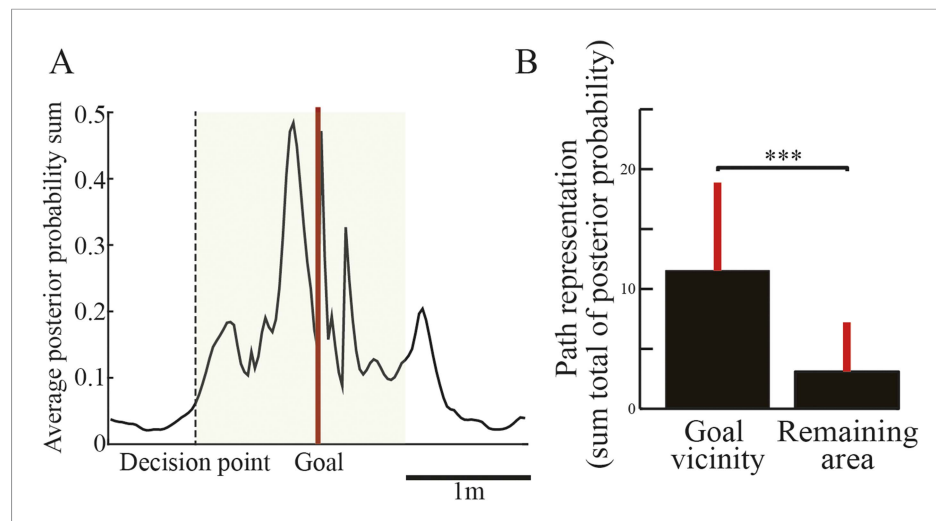 A
Average posterior probability sum
0.5
0.4
0.3
0.2
0.1
0
Decision point
Goal
1m
B
Path representation
(sum total of posterior probability)
20
10
0
***
Goal
vicinity
Remaining
area